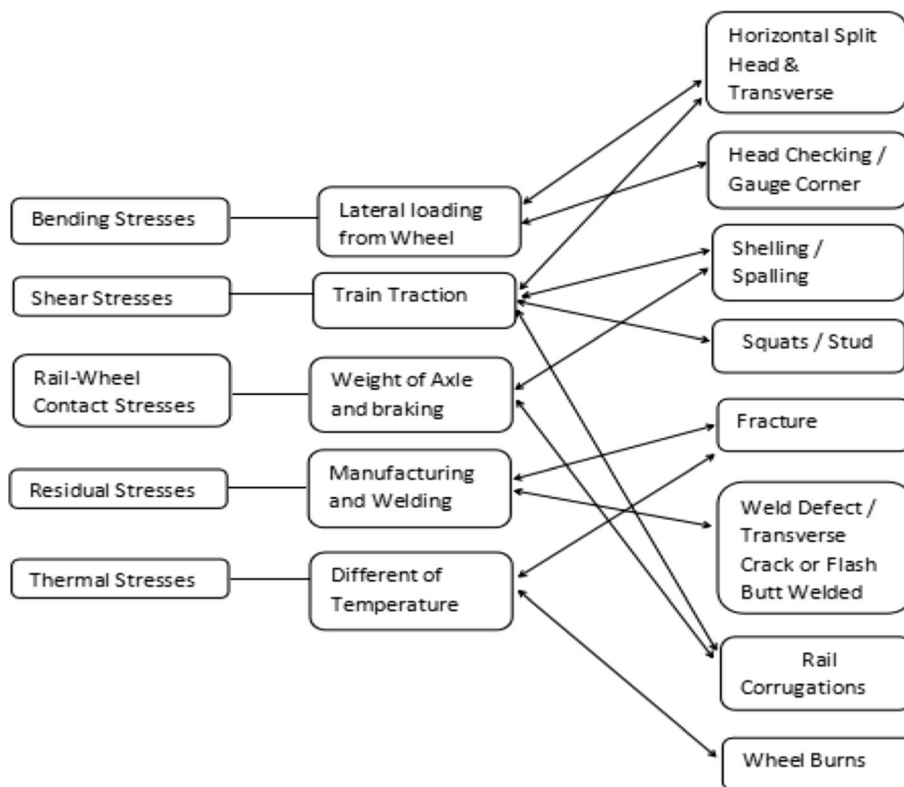 Bending Stresses
Shear Stresses
Rail-Wheel
Contact Stresses
Residual Stresses
Thermal Stresses
Lateral loading
from Wheel
Train Traction
Weight of Axle
and braking
Manufacturing
and Welding
Different of
Temperature
Horizontal Split
Head &
Transverse
Head Checking /
Gauge Corner
Shelling /
Spalling
Squats / Stud
Fracture
Weld Defect /
Transverse
Crack or Flash
Butt Welded
Rail
Corrugations
Wheel Burns